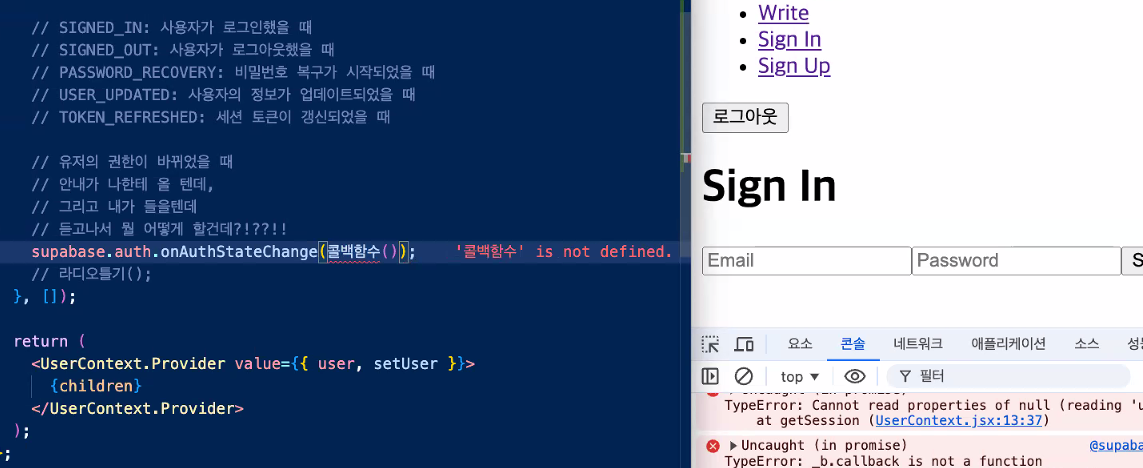 // SIGNED_IN: 사용자가 로그인했을 때
// SIGNED_OUT: 사용자가 로그아웃했을 때
// PASSWORD_RECOVERY: 비밀번호 복구가 시작되었을 때
// USER_UPDATED: 사용자의 정보가 업데이트되었을 때
// TOKEN_REFRESHED: 세션 토큰이 갱신되었을 때
// 유저의 권한이 바뀌었을 때
// 안내가 나한테 올 텐데,
// 그리고 내가 들을텐데
// 듣고나서 뭘 어떻게 할건데?!??!!
supabase.auth.onAuthStateChange(콜백함수()); '콜백함수' is not defined.
// 라디오틀기();
}, []);
return (
<UserContext.Provider value={{ user, setUser }}>
{children}
</UserContext.Provider>
);
};
Write
Sign In
Sign Up
로그아웃
Sign In
Email Password S
요소 콘솔 네트워크 애플리케이션 소스 성
top ▼ 필터
Uncaught (in promise)
TypeError: Cannot read properties of null (reading 'u
at getSession (UserContext.jsx:13:37)
▶Uncaught (in promise) @supaba
TypeError: _b.callback is not a function